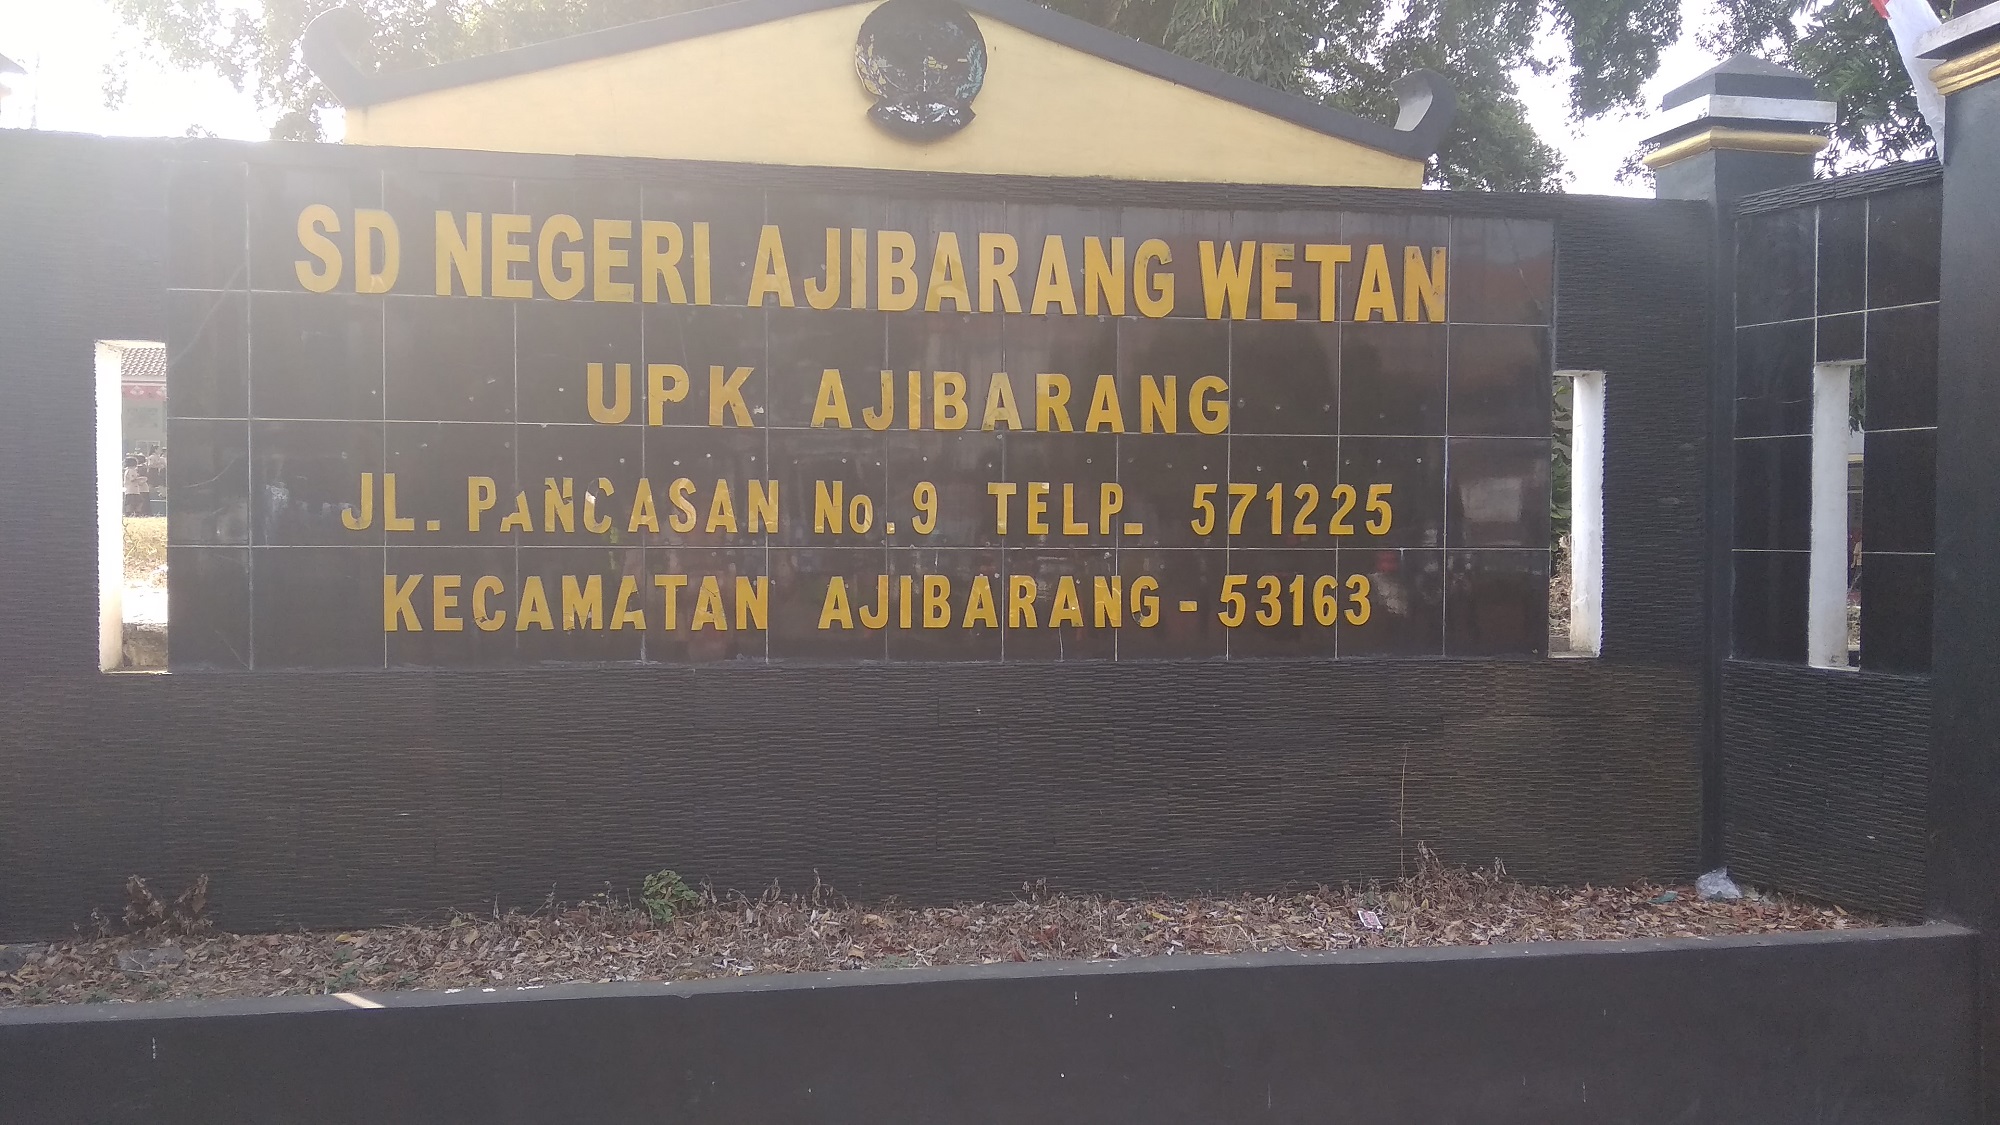 SD NEGERI AJIBARANG WETAN
UPK AJIBARANG
JL. PANCASAN No. 9 TELP. 571225
KECAMATAN AJIBARANG - 53163